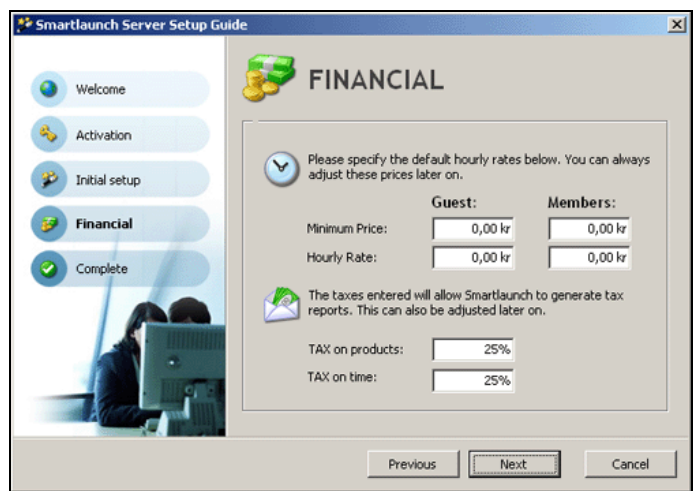 Smartlaunch Server Setup Guide
Welcome
Activation
Initial setup
Financial
Complete
FINANCIAL
Please specify the default hourly rates below. You can always
adjust these prices later on.
Guest: Members:
Minimum Price: 0,00 kr 0,00 kr
Hourly Rate: 0,00 kr 0,00 kr
The taxes entered will allow Smartlaunch to generate tax
reports. This can also be adjusted later on.
TAX on products: 25%
TAX on time: 25%
Previous Next Cancel